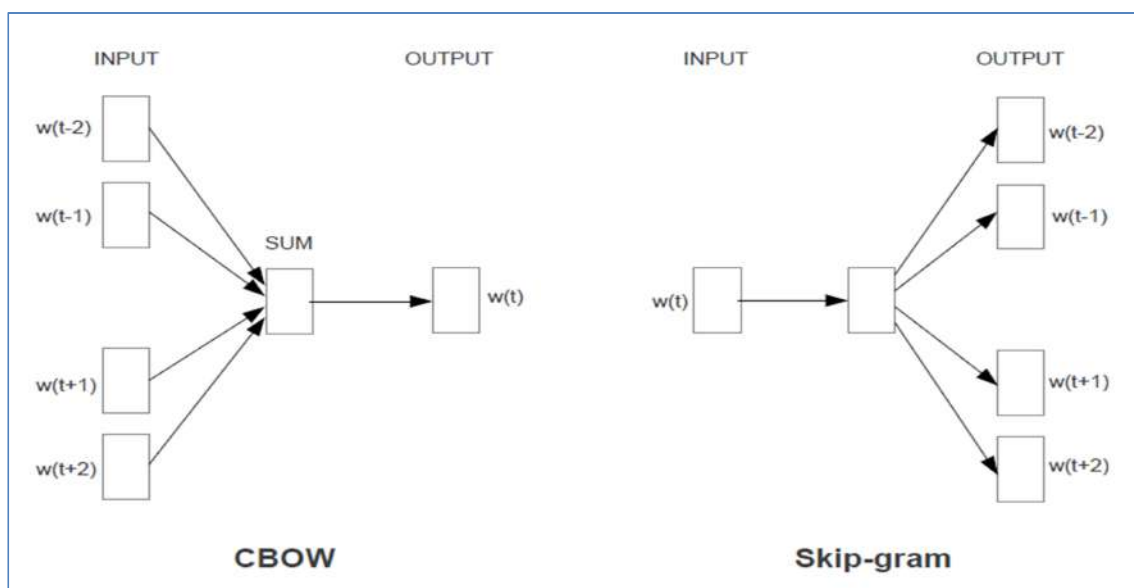 INPUT
OUTPUT
w(t-2)
w(t-1)
SUM
w(t)
w(t+1)
w(t+2)
CBOW
INPUT
OUTPUT
w(t-2)
w(t-1)
w(t)
w(t+1)
w(t+2)
Skip-gram